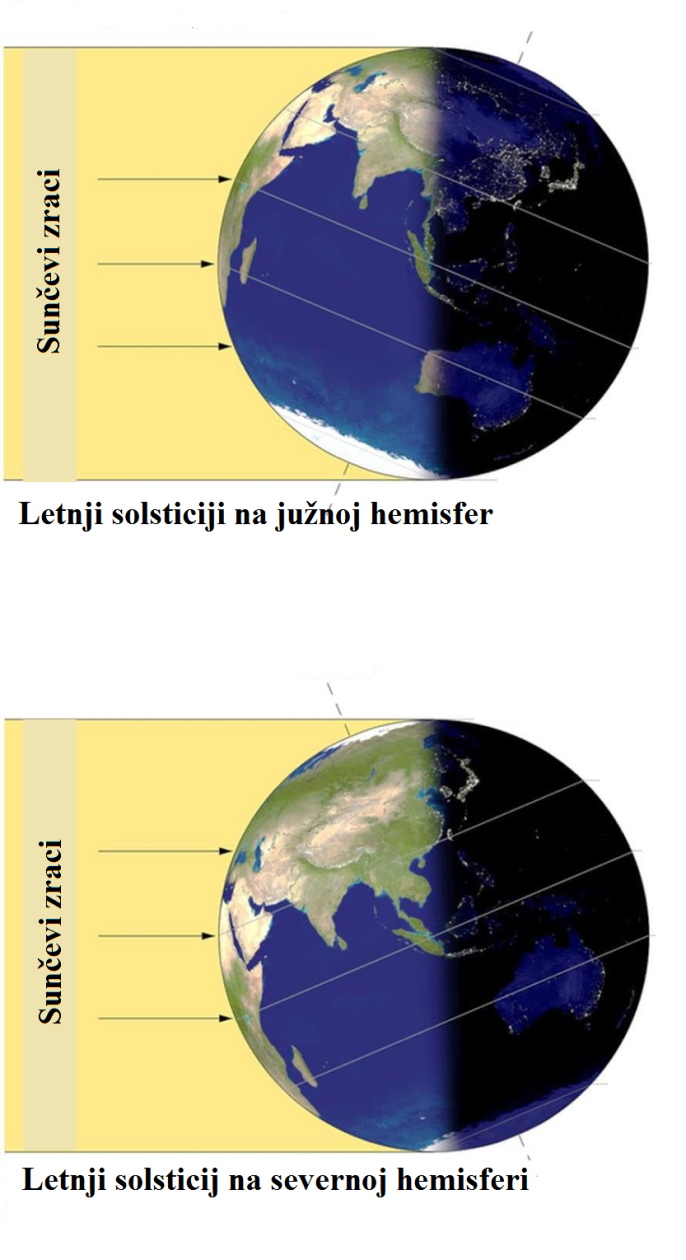 Sunčevi zraci
Letnji solsticiji na južnoj hemisfer
Sunčevi zraci
Letnji solsticij na severnoj hemisferi